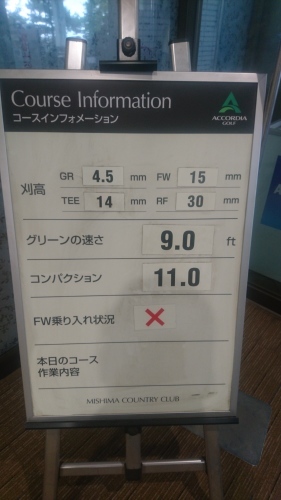 Course Information
コースインフォメーション
ACCORDIA
GOLF
刈高
GR 4.5 mm FW 15 mm
TEE 14 mm RF 30 mm
グリーンの速さ 9.0 ft
コンパクション 11.0
FW乗り入れ状況 ×
本日のコース
作業内容
MISHIMA COUNTRY CLUB